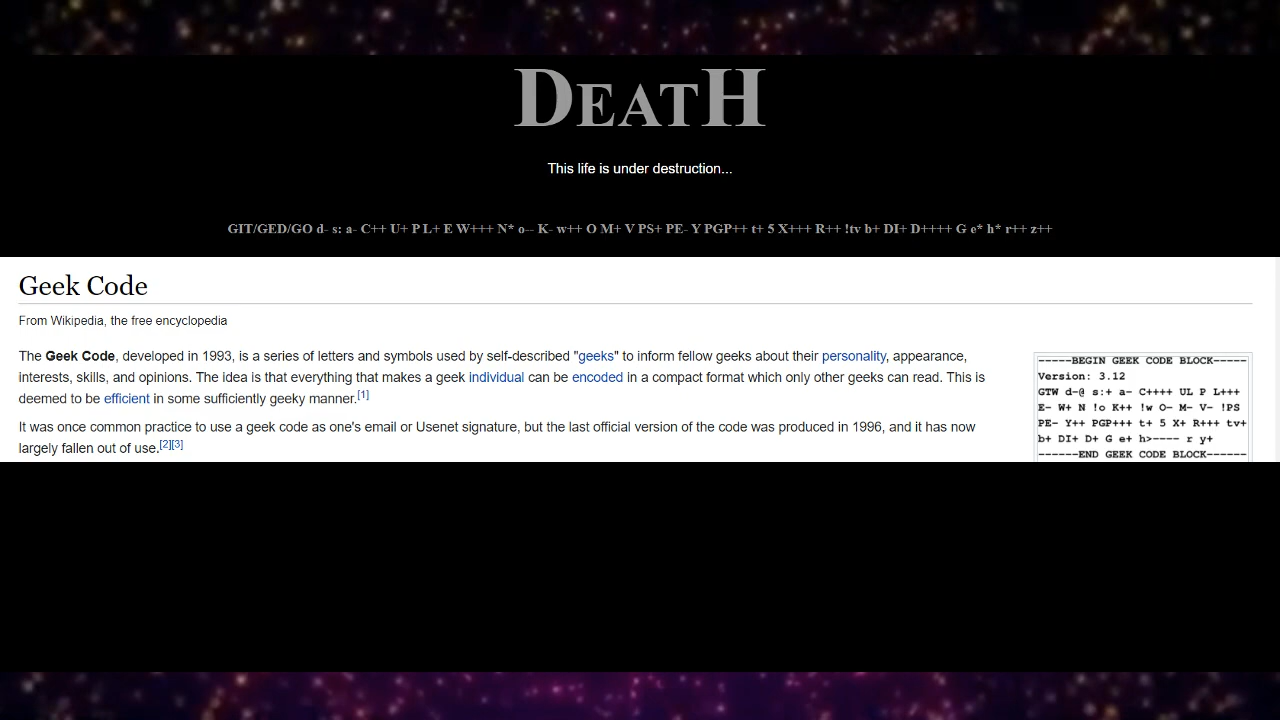 DEATH
This life is under destruction...
GIT/GED/GO d- s: a- C++ U+ P L+ E W+++ N* o-- K- w++ O M+ V PS+ PE- Y PGP++ t+ 5 X+++ R++ !tv b+ DI+ D++++ G e* h* r++ z++
Geek Code
From Wikipedia, the free encyclopedia
The Geek Code, developed in 1993, is a series of letters and symbols used by self-described "geeks" to inform fellow geeks about their personality, appearance,
interests, skills, and opinions. The idea is that everything that makes a geek individual can be encoded in a compact format which only other geeks can read. This is
deemed to be efficient in some sufficiently geeky manner.[1]
It was once common practice to use a geek code as one's email or Usenet signature, but the last official version of the code was produced in 1996, and it has now
largely fallen out of use.[2][3]
-----BEGIN GEEK CODE BLOCK-----
Version: 3.12
GTW d-@ s:+ a- C++++ UL P L+++
E- W+ N !o K++ !w O- M- V- !PS
PE- Y++ PGP+++ t+ 5 X+ R+++ tv+
b+ DI+ D+ G e+ h>---- r y+
------END GEEK CODE BLOCK------